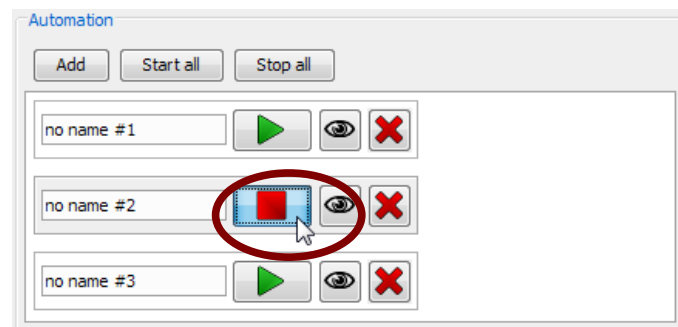 Automation
Add Start all Stop all
no name #1
no name #2
no name #3